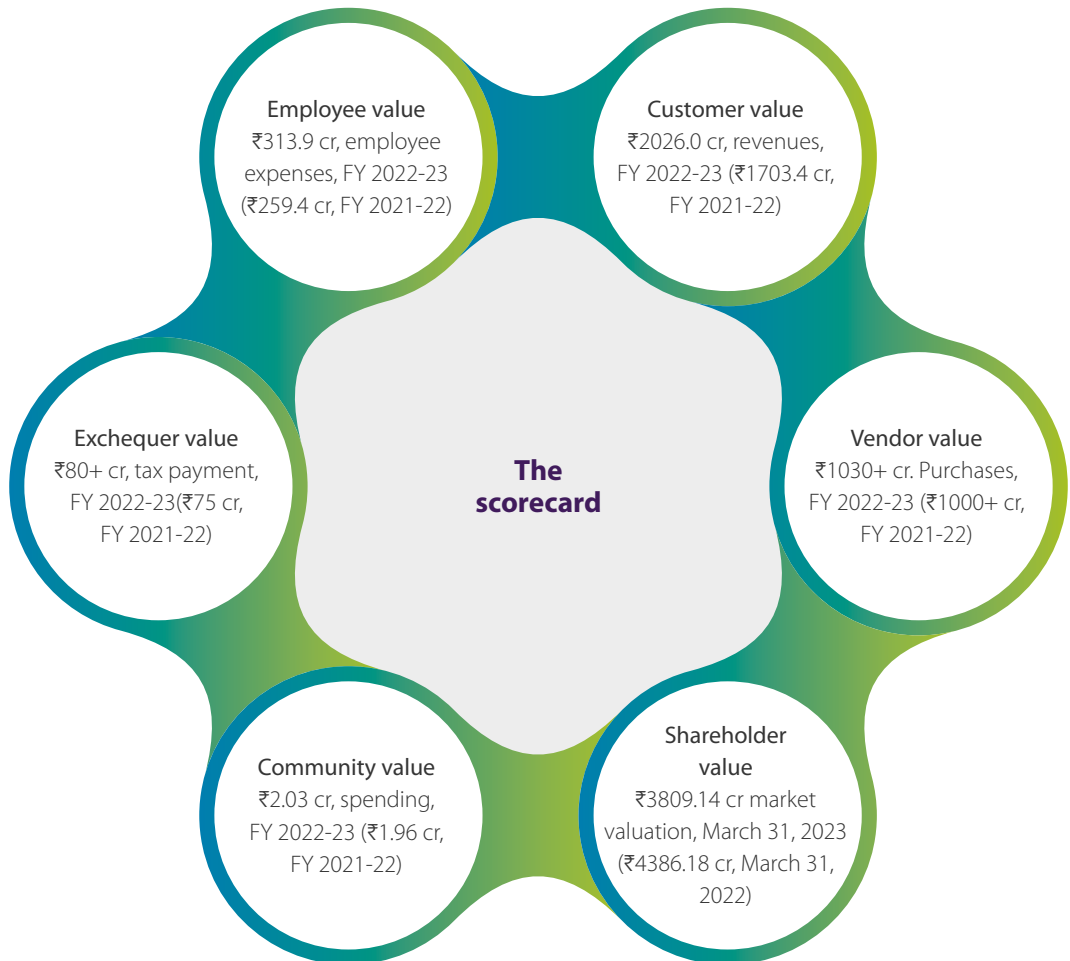 Employee value
₹313.9 cr, employee
expenses, FY 2022-23
(₹259.4 cr, FY 2021-22)
Customer value
₹2026.0 cr, revenues,
FY 2022-23 (₹1703.4 cr,
FY 2021-22)
Exchequer value
₹80+ cr, tax payment,
FY 2022-23(₹75 cr,
FY 2021-22)
The
scorecard
Vendor value
₹1030+ cr. Purchases,
FY 2022-23 (₹1000+ cr,
FY 2021-22)
Community value
₹2.03 cr, spending,
FY 2022-23 (₹1.96 cr,
FY 2021-22)
Shareholder
value
₹3809.14 cr market
valuation, March 31, 2023
(₹4386.18 cr, March 31,
2022)